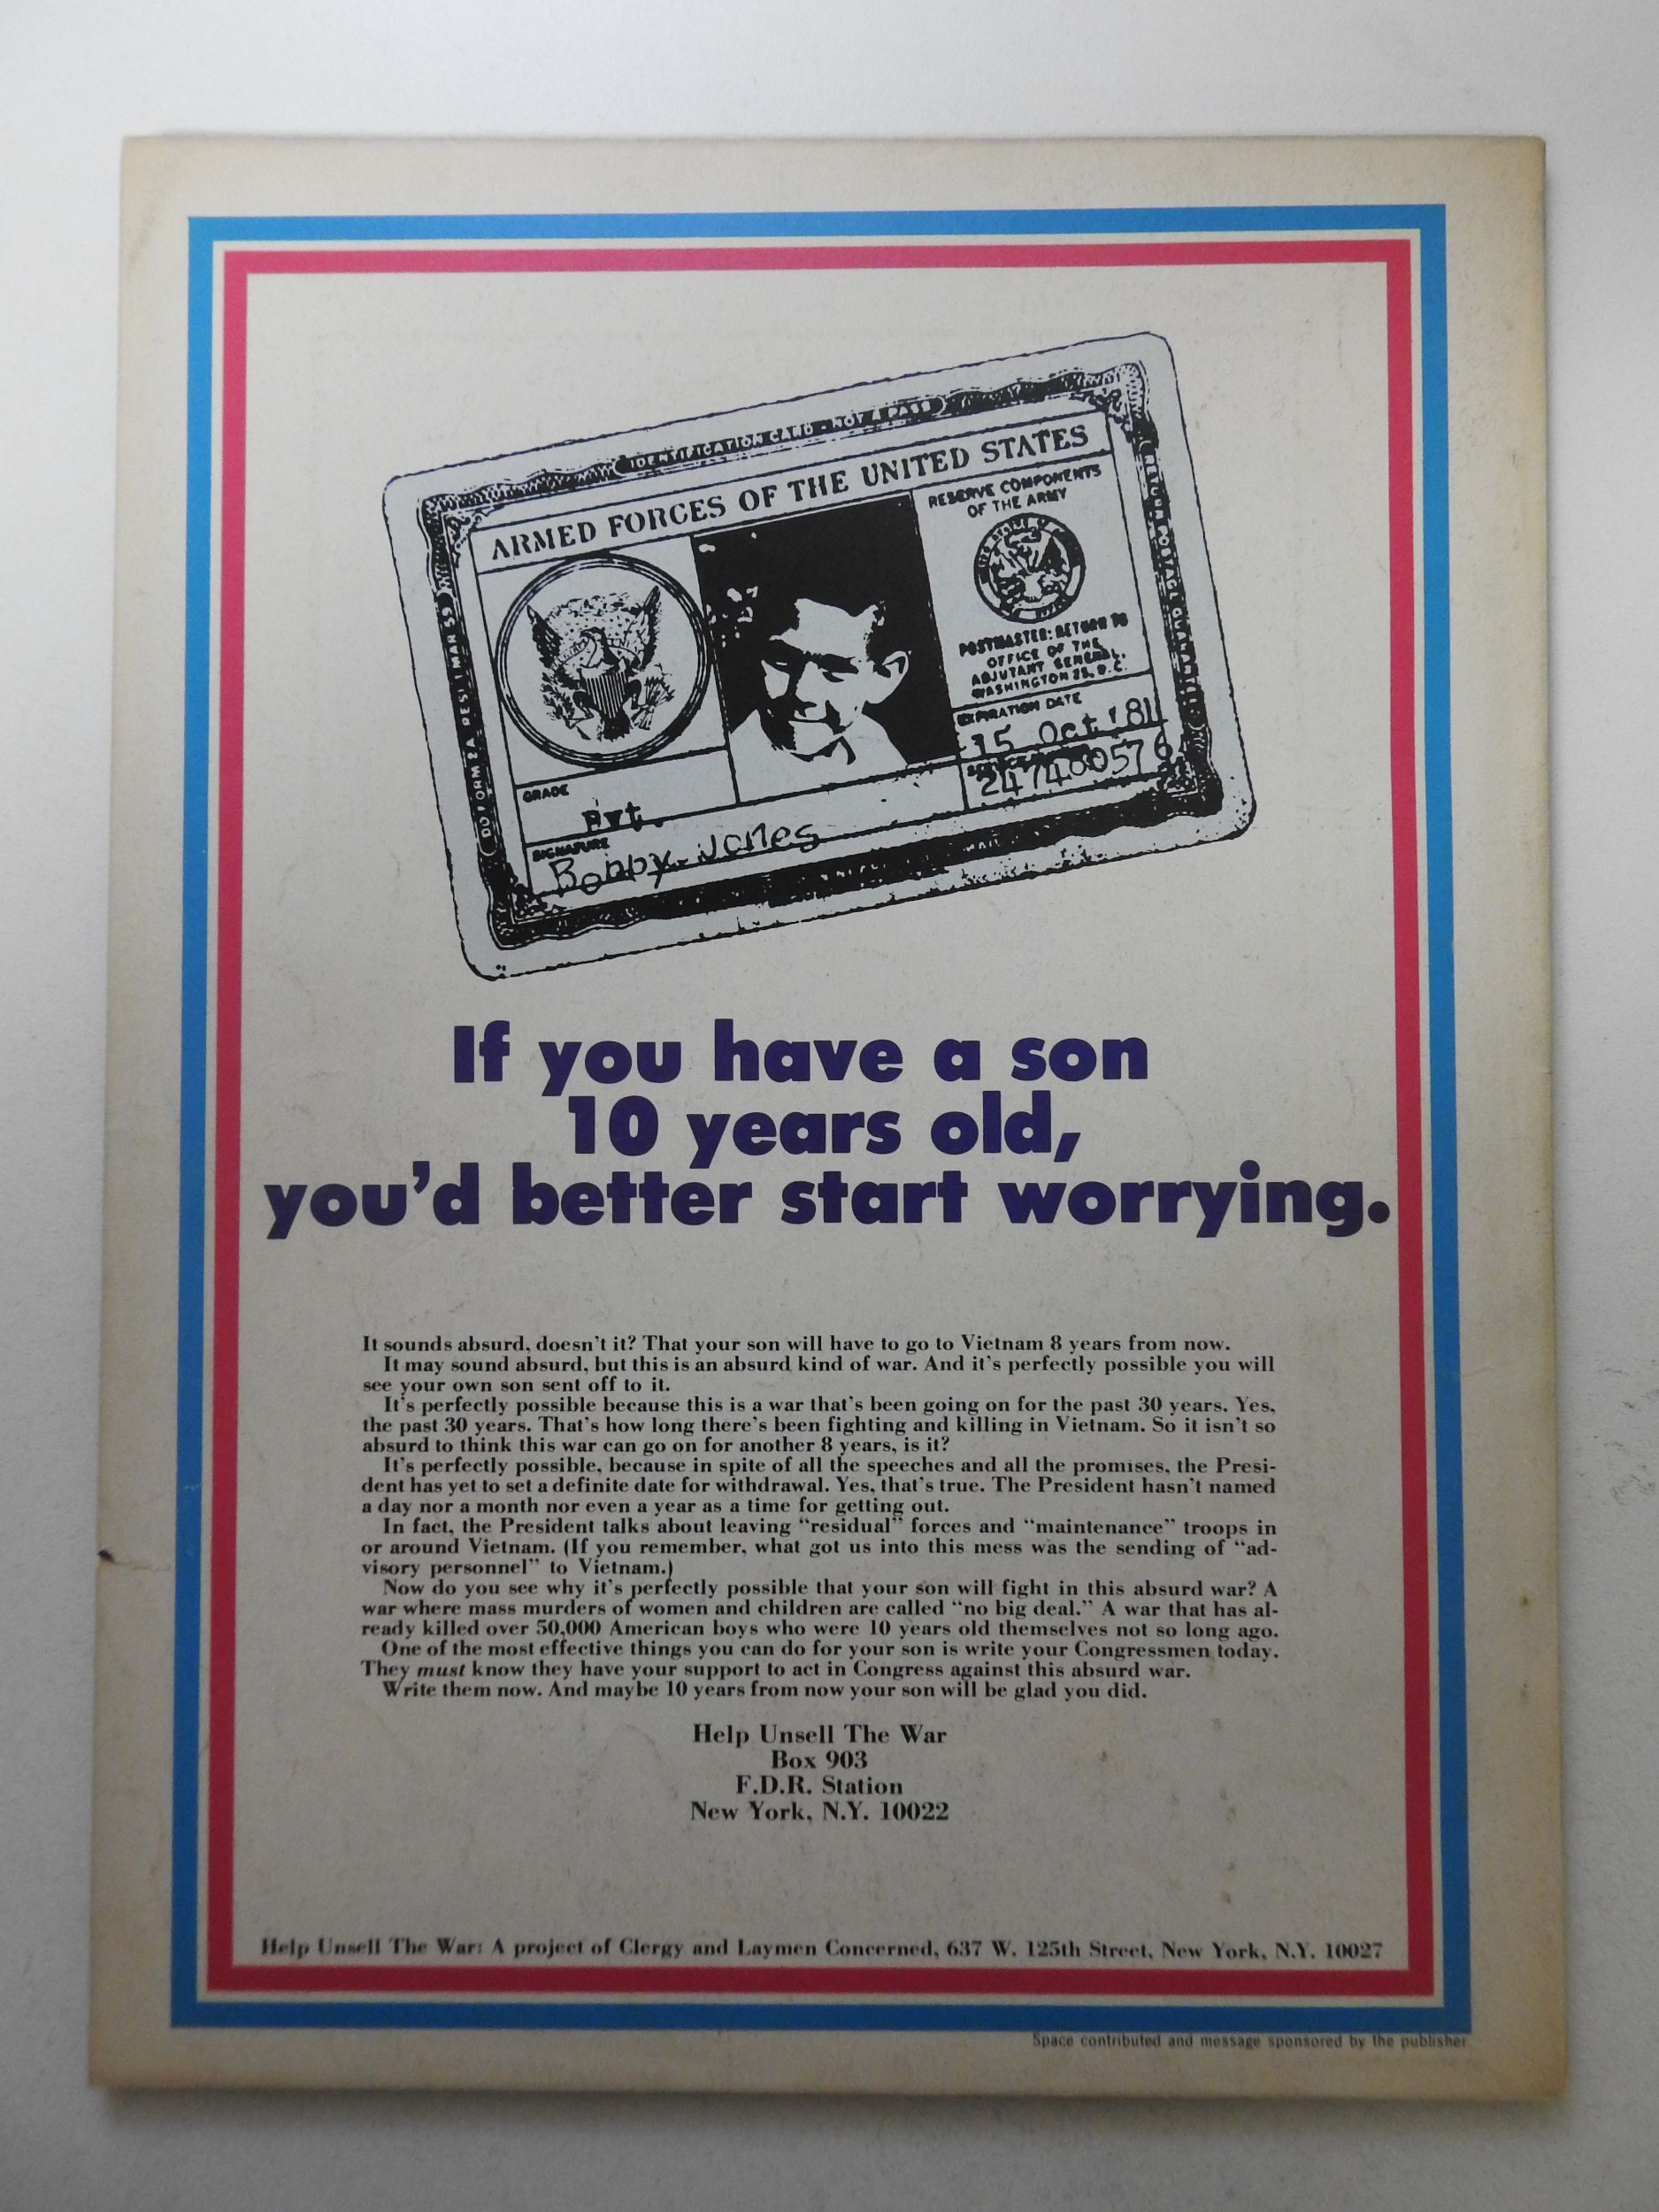 IDENTIFICATION CARD - NOT A PASS
ARMED FORCES OF THE UNITED STATES
RESERVE COMPONENTS
OF THE ARMY
POSTMASTER: RETURN TO
OFFICE OF THE
ADJUTANT GENERAL,
WASHINGTON 25, D.C.
EXPIRATION DATE
15 Oct '81
247480576
GRADE
Pvt.
SIGNATURE
Bobby Jones
If you have a son
10 years old,
you'd better start worrying.
It sounds absurd, doesn't it? That your son will have to go to Vietnam 8 years from now.
It may sound absurd, but this is an absurd kind of war. And it's perfectly possible you will
see your own son sent off to it.
It's perfectly possible because this is a war that's been going on for the past 30 years. Yes,
the past 30 years. That's how long there's been fighting and killing in Vietnam. So it isn't so
absurd to think this war can go on for another 8 years, is it?
It's perfectly possible, because in spite of all the speeches and all the promises, the Presi-
dent has yet to set a definite date for withdrawal. Yes, that's true. The President hasn't named
a day nor a month nor even a year as a time for getting out.
In fact, the President talks about leaving "residual" forces and "maintenance" troops in
or around Vietnam. (If you remember, what got us into this mess was the sending of "ad-
visory personnel" to Vietnam.)
Now do you see why it's perfectly possible that your son will fight in this absurd war? A
war where mass murders of women and children are called "no big deal." A war that has al-
ready killed over 50,000 American boys who were 10 years old themselves not so long ago.
One of the most effective things you can do for your son is write your Congressmen today.
They must know they have your support to act in Congress against this absurd war.
Write them now. And maybe 10 years from now your son will be glad you did.
Help Unsell The War
Box 903
F.D.R. Station
New York, N.Y. 10022
Help Unsell The War: A project of Clergy and Laymen Concerned, 637 W. 125th Street, New York, N.Y. 10027
Space contributed and message sponsored by the publisher